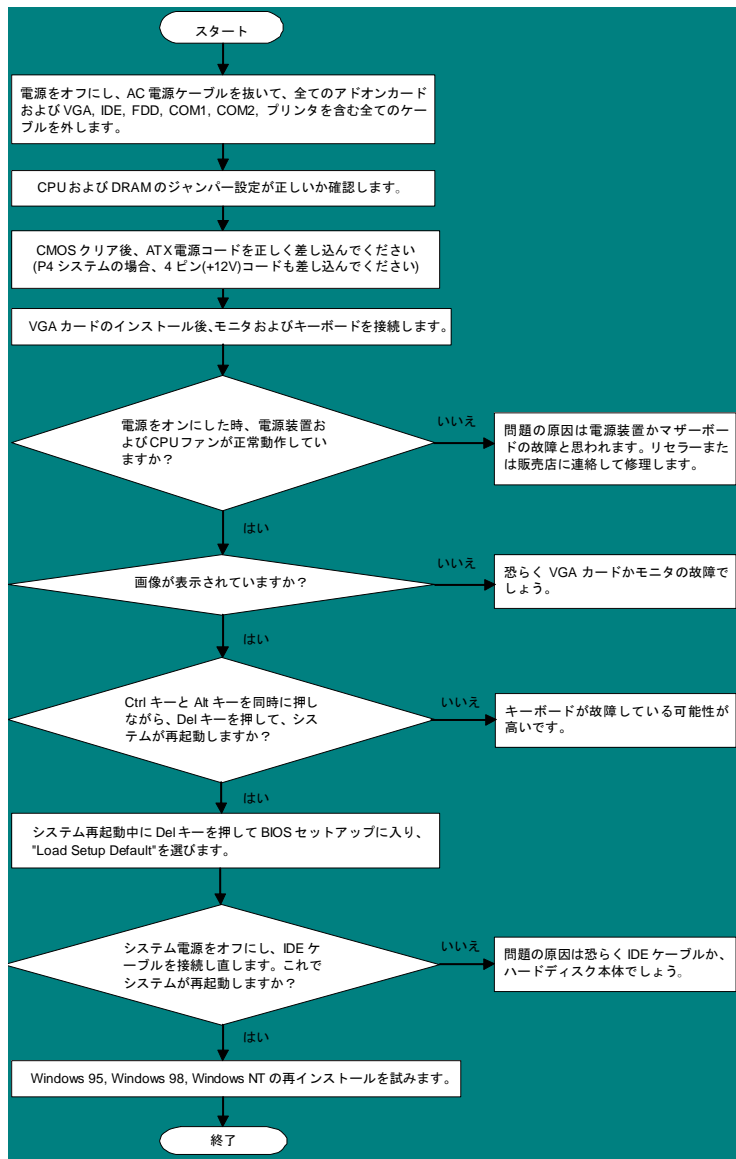 スタート
電源をオフにし、AC 電源ケーブルを抜いて、全てのアドオンカード
および VGA, IDE, FDD, COM1, COM2, プリンタを含む全てのケー
ブルを外します。
CPU および DRAM のジャンパー設定が正しいか確認します。
CMOS クリア後、ATX 電源コードを正しく差し込んでください
(P4 システムの場合、4 ピン(+12V)コードも差し込んでください)
VGA カードのインストール後、モニタおよびキーボードを接続します。
電源をオンにした時、電源装置お
よび CPU ファンが正常動作してい
ますか?
いいえ
問題の原因は電源装置かマザーボー
ドの故障と思われます。リセラーまた
は販売店に連絡して修理します。
はい
画像が表示されていますか?
いいえ
恐らく VGA カードかモニタの故障で
しょう。
はい
Ctrl キーと Alt キーを同時に押し
ながら、Del キーを押して、シス
テムが再起動しますか?
いいえ
キーボードが故障している可能性が
高いです。
はい
システム再起動中に Del キーを押して BIOS セットアップに入り、
"Load Setup Default"を選びます。
システム電源をオフにし、IDE ケ
ーブルを接続し直します。これで
システムが再起動しますか?
いいえ
問題の原因は恐らく IDE ケーブルか、
ハードディスク本体でしょう。
はい
Windows 95, Windows 98, Windows NT の再インストールを試みます。
終了